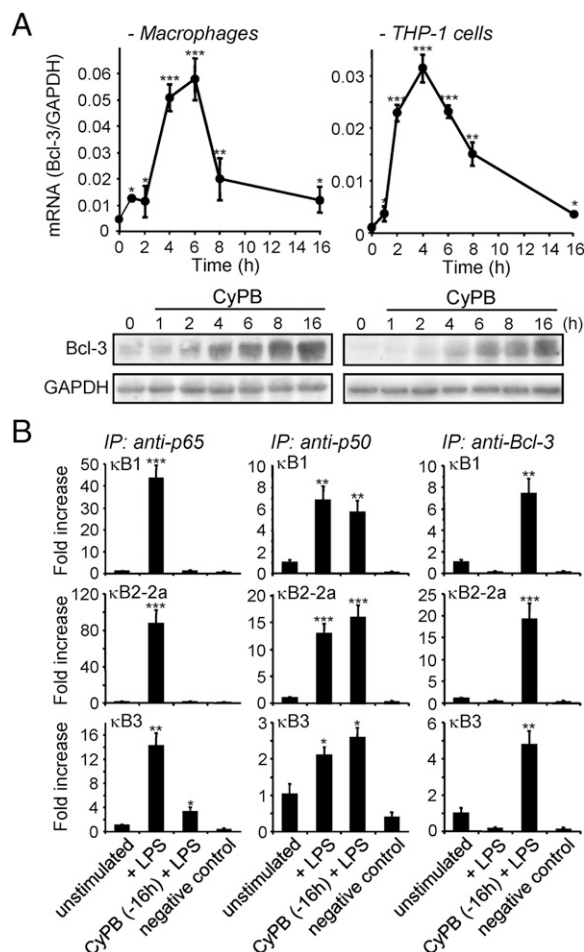 A
- Macrophages
- THP-1 cells
mRNA (Bcl-3/GAPDH)
0.06
0.05
0.04
0.03
0.02
0.01
0
0 2 4 6 8 16
Time (h)
0.03
0.02
0.01
0
0 2 4 6 8 16
Time (h)
*** *** ** * * *
*** *** *** ** * *
CyPB
0 1 2 4 6 8 16
CyPB
0 1 2 4 6 8 16 (h)
Bcl-3
GAPDH
B
IP: anti-p65
IP: anti-p50
IP: anti-Bcl-3
Fold increase
κB1
50
40
30
20
10
0
***
κB1
10
8
6
4
2
0
** **
κB1
10
8
6
4
2
0
**
Fold increase
κB2-2a
120
80
40
0
***
κB2-2a
20
15
10
5
0
*** ***
κB2-2a
25
20
15
10
5
0
***
Fold increase
κB3
16
12
8
4
0
** *
κB3
3
2
1
0
* *
κB3
6
4
2
0
**
unstimulated
+ LPS
CyPB (-16h) + LPS
negative control
unstimulated
+ LPS
CyPB (-16h) + LPS
negative control
unstimulated
+ LPS
CyPB (-16h) + LPS
negative control